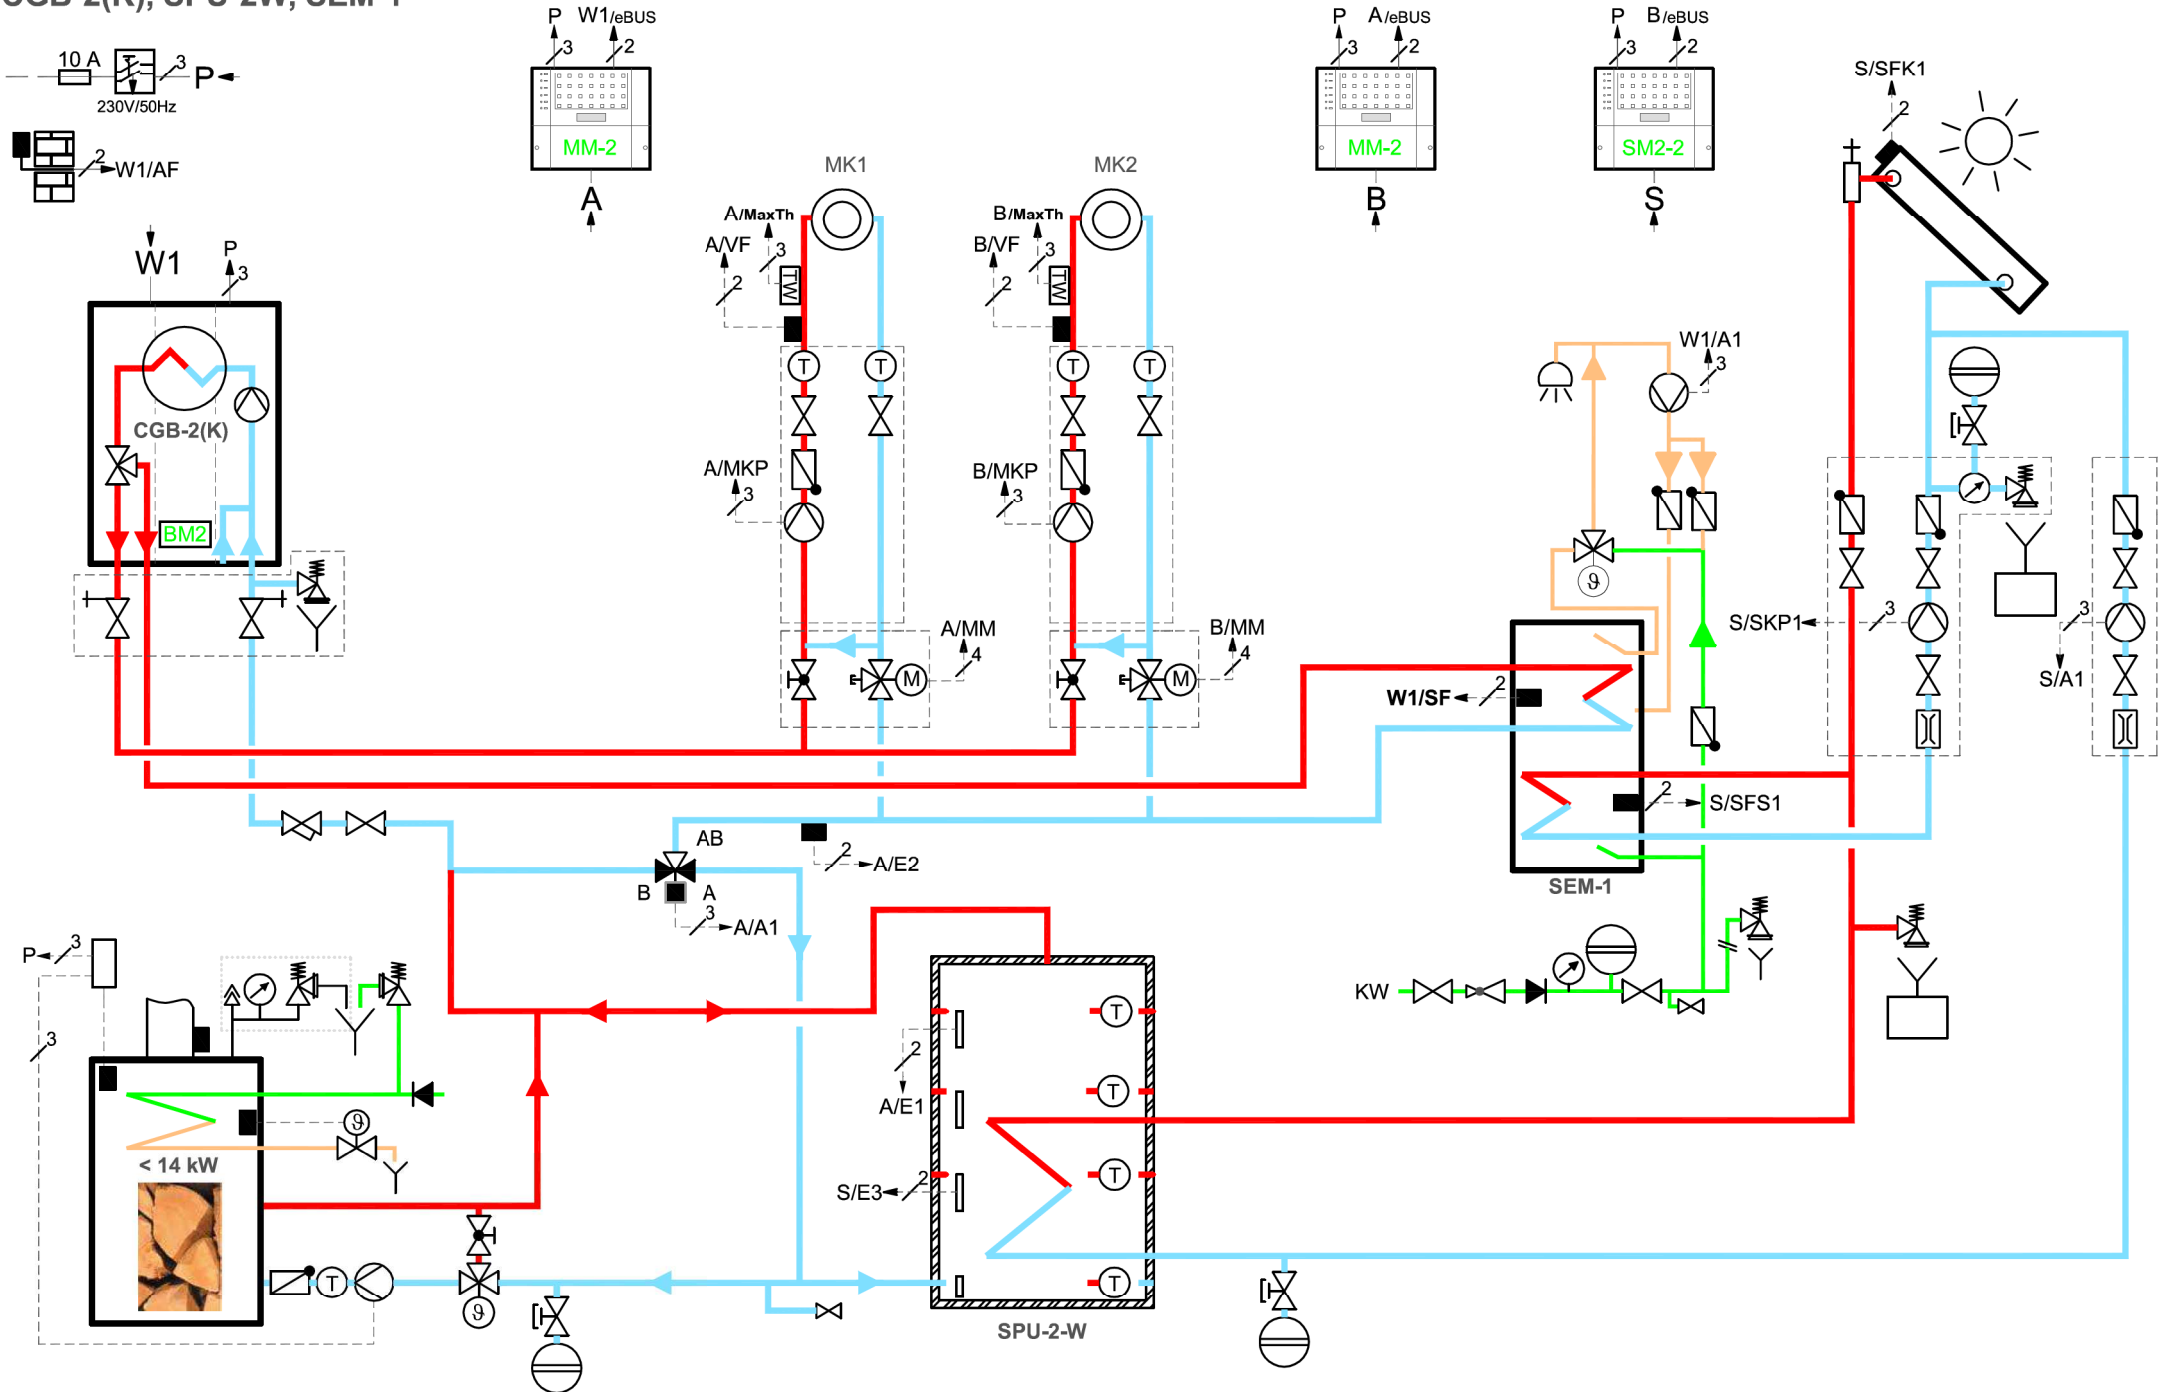 CGB-2(K), SPU-2W, SEM-1
10 A
3
P
230V/50Hz
2
W1/AF
P
3
W1/eBUS
2
MM-2
A
P
3
A/eBUS
2
MM-2
B
P
3
B/eBUS
2
SM2-2
S
S/SFK1
2
W1
P
3
CGB-2(K)
BM2
MK1
A/MaxTh
3
A/VF
2
TW
T
T
A/MKP
3
A/MM
4
M
MK2
B/MaxTh
3
B/VF
2
TW
T
T
B/MKP
3
B/MM
4
M
W1/A1
3
ϑ
W1/SF
2
S/SFS1
2
SEM-1
S/SKP1
3
3
S/A1
AB
B
A
3
A/A1
2
A/E2
KW
P
3
3
ϑ
< 14 kW
T
ϑ
2
A/E1
S/E3
2
T
T
T
T
SPU-2-W